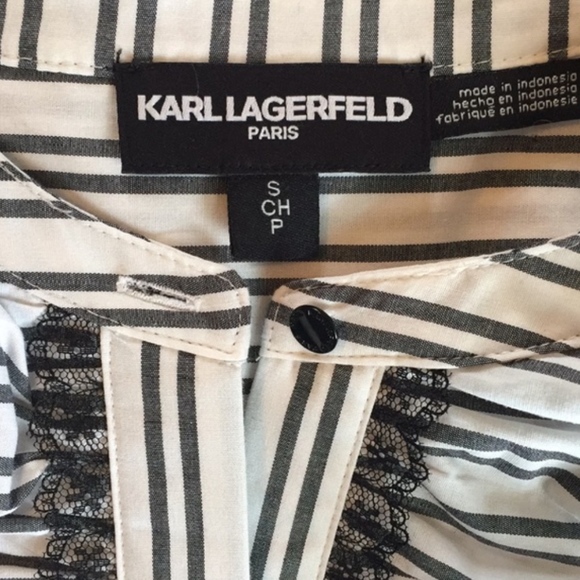 KARL LAGERFELD
PARIS
made in indonesia
hecho en indonesia
fabriqué en indonesie
S
CH
P